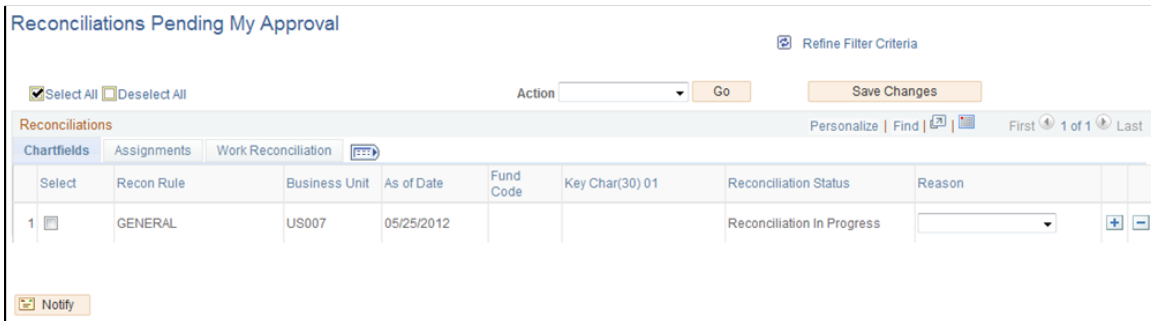 Reconciliations Pending My Approval
Refine Filter Criteria
Select All Deselect All Action Go Save Changes
Reconciliations Personalize | Find | | First 1 of 1 Last
Chartfields Assignments Work Reconciliation
Select Recon Rule Business Unit As of Date Fund Code Key Char(30) 01 Reconciliation Status Reason
1 GENERAL US007 05/25/2012 Reconciliation In Progress
Notify